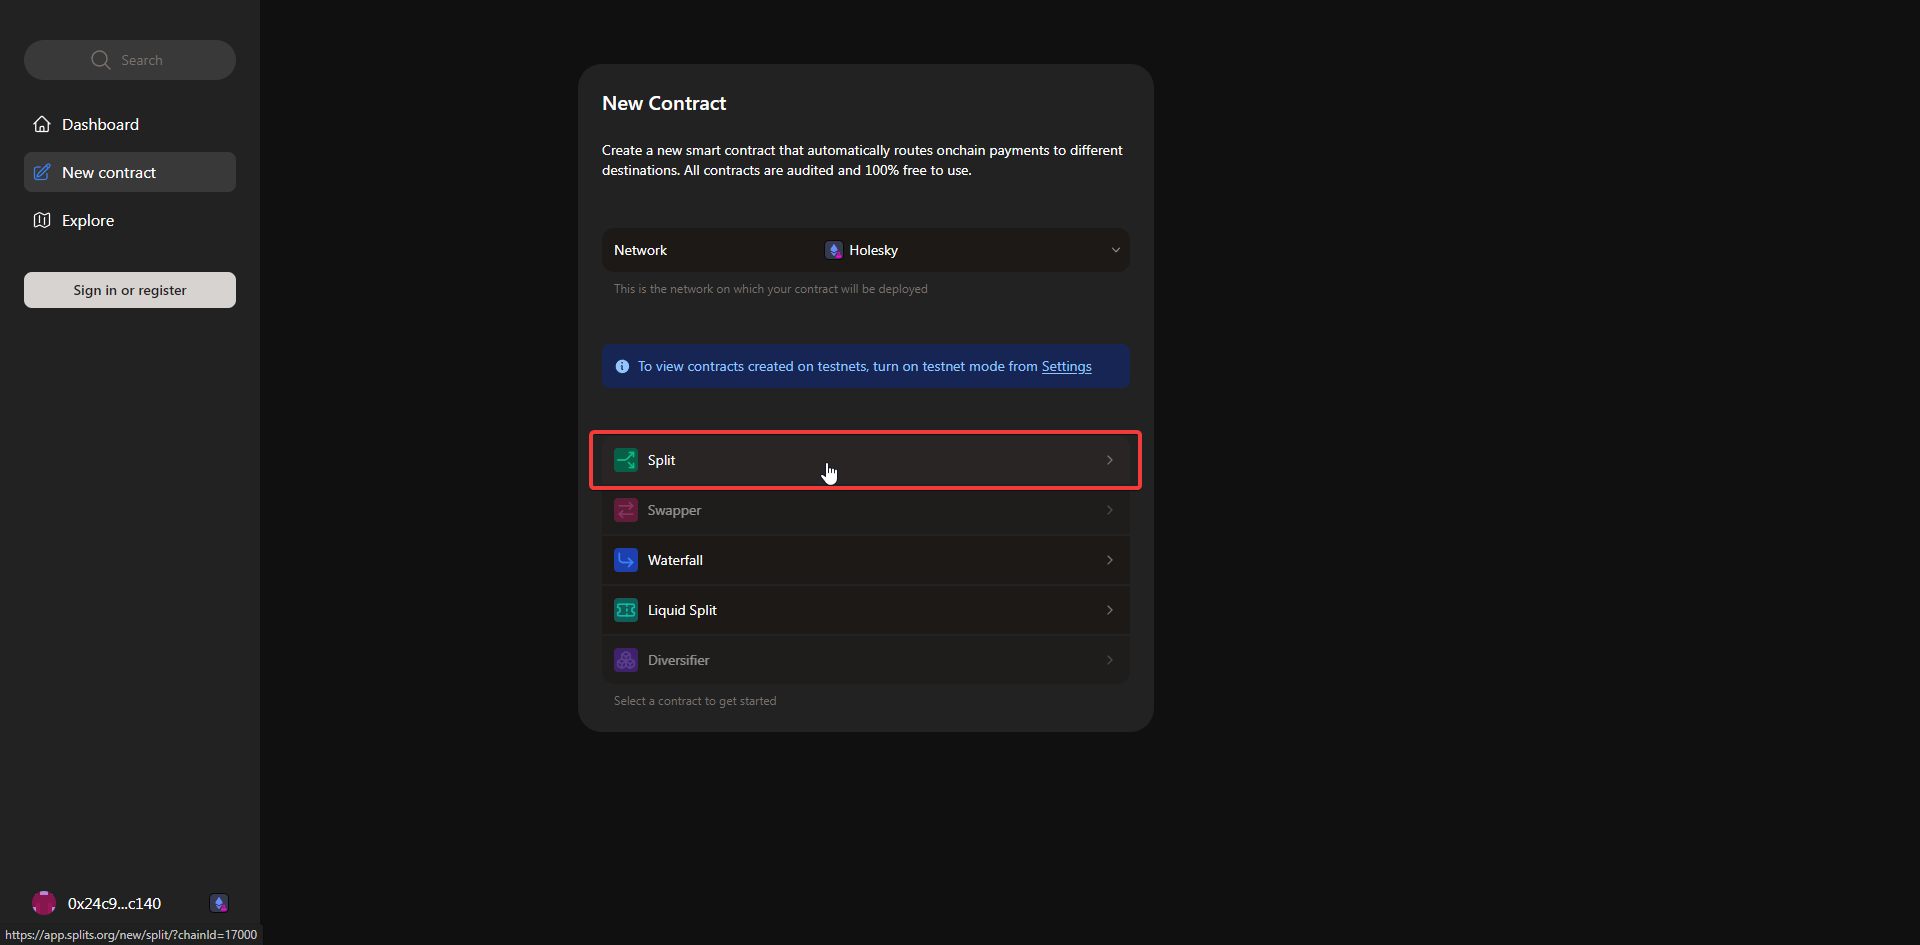 Search
Dashboard
New contract
Explore
Sign in or register
New Contract
Create a new smart contract that automatically routes onchain payments to different
destinations. All contracts are audited and 100% free to use.
Network Holesky
This is the network on which your contract will be deployed
To view contracts created on testnets, turn on testnet mode from Settings
Split
Swapper
Waterfall
Liquid Split
Diversifier
Select a contract to get started
0x24c9...c140
https://app.splits.org/new/split/?chainId=17000